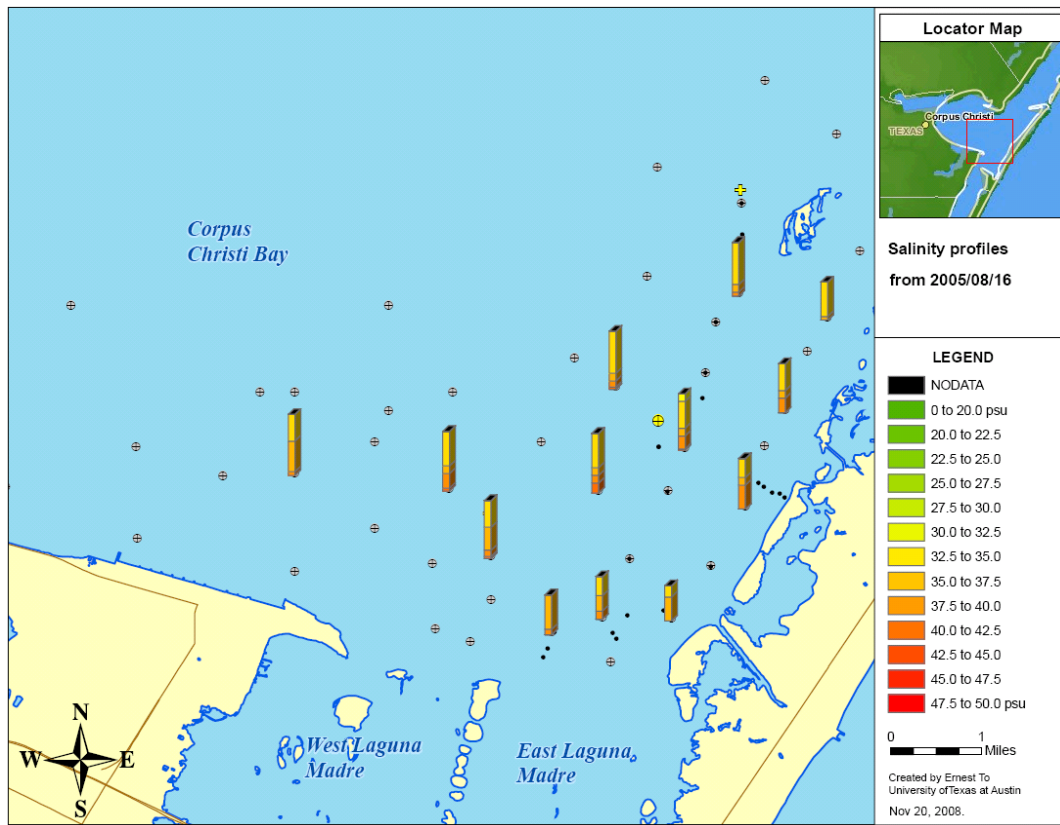 Locator Map
Corpus Christi
TEXAS
Corpus
Christi Bay
Salinity profiles
from 2005/08/16
LEGEND
NODATA
0 to 20.0 psu
20.0 to 22.5
22.5 to 25.0
25.0 to 27.5
27.5 to 30.0
30.0 to 32.5
32.5 to 35.0
35.0 to 37.5
37.5 to 40.0
40.0 to 42.5
42.5 to 45.0
45.0 to 47.5
47.5 to 50.0 psu
N
W E
S
West Laguna
Madre
East Laguna
Madre
0 1
Miles
Created by Ernest To
University of Texas at Austin
Nov 20, 2008.